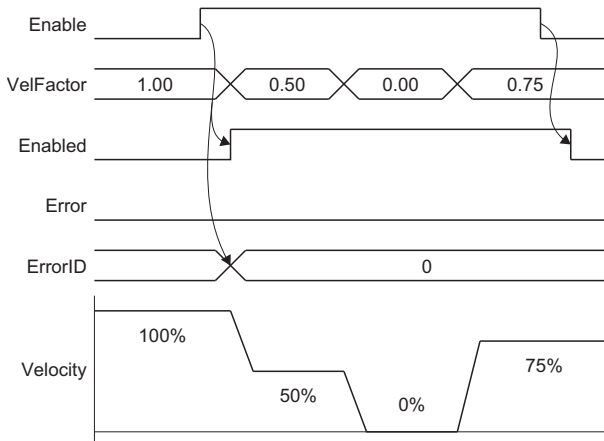 Enable
VelFactor
1.00
0.50
0.00
0.75
Enabled
Error
ErrorID
0
Velocity
100%
50%
0%
75%